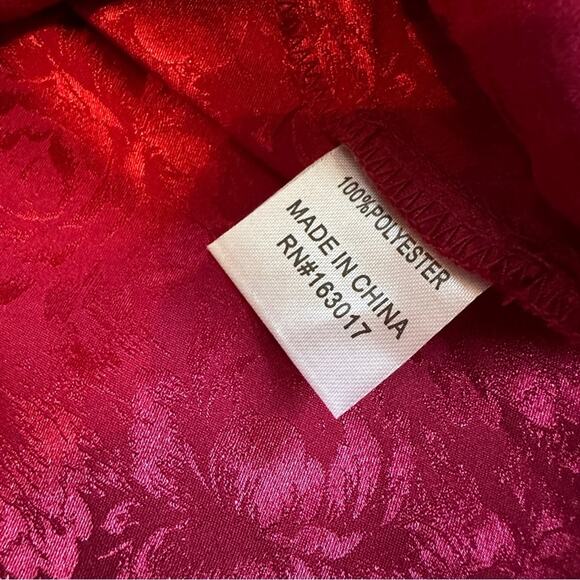 100%POLYESTER
MADE IN CHINA
RN#163017